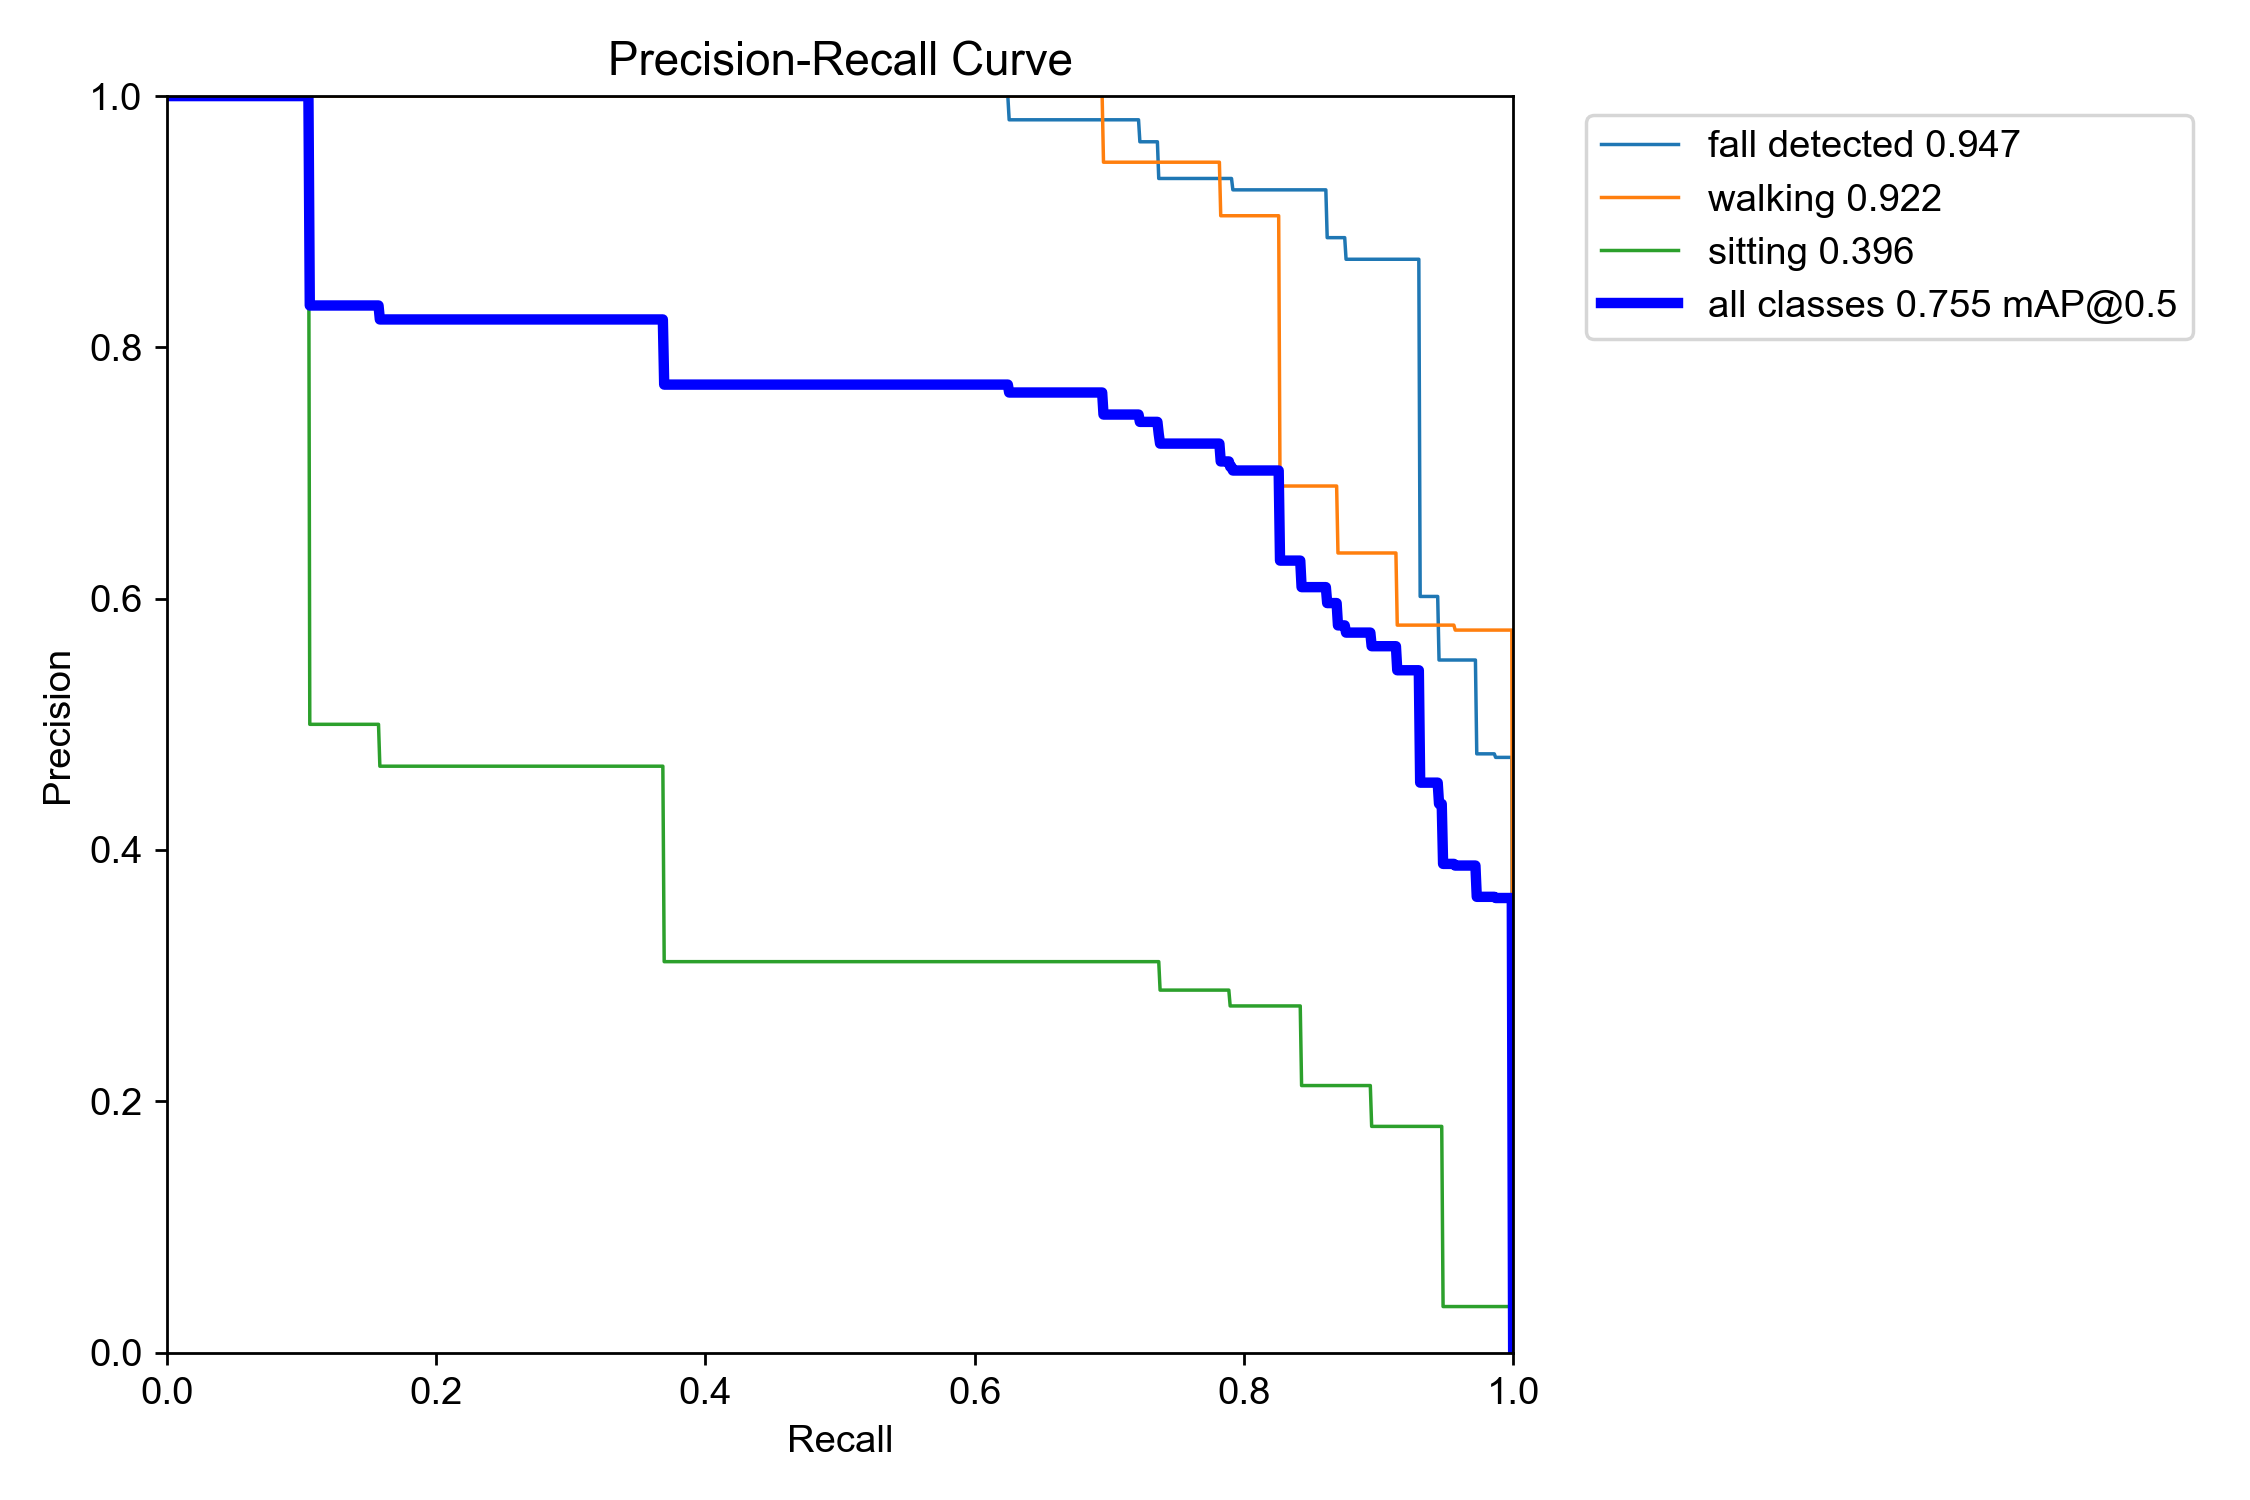 Precision-Recall Curve
1.0
0.8
0.6
0.4
0.2
0.0
Precision
0.0 0.2 0.4 0.6 0.8 1.0
Recall
fall detected 0.947
walking 0.922
sitting 0.396
all classes 0.755 mAP@0.5